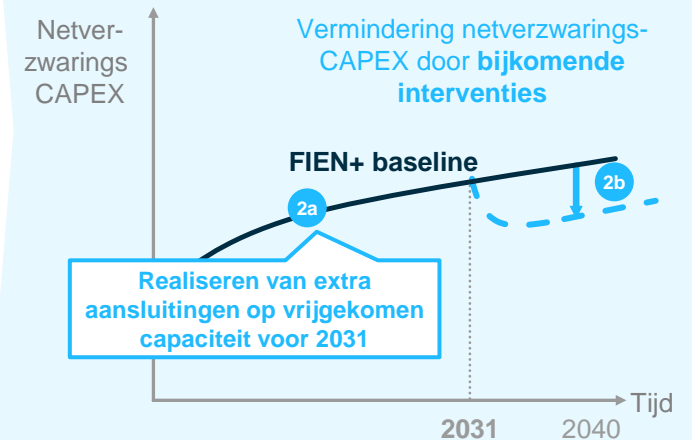 Netver-
zwarings
CAPEX
Vermindering netverzwarings-
CAPEX door bijkomende
interventies
FIEN+ baseline
2a
2b
Realiseren van extra
aansluitingen op vrijgekomen
capaciteit voor 2031
Tijd
2031
2040